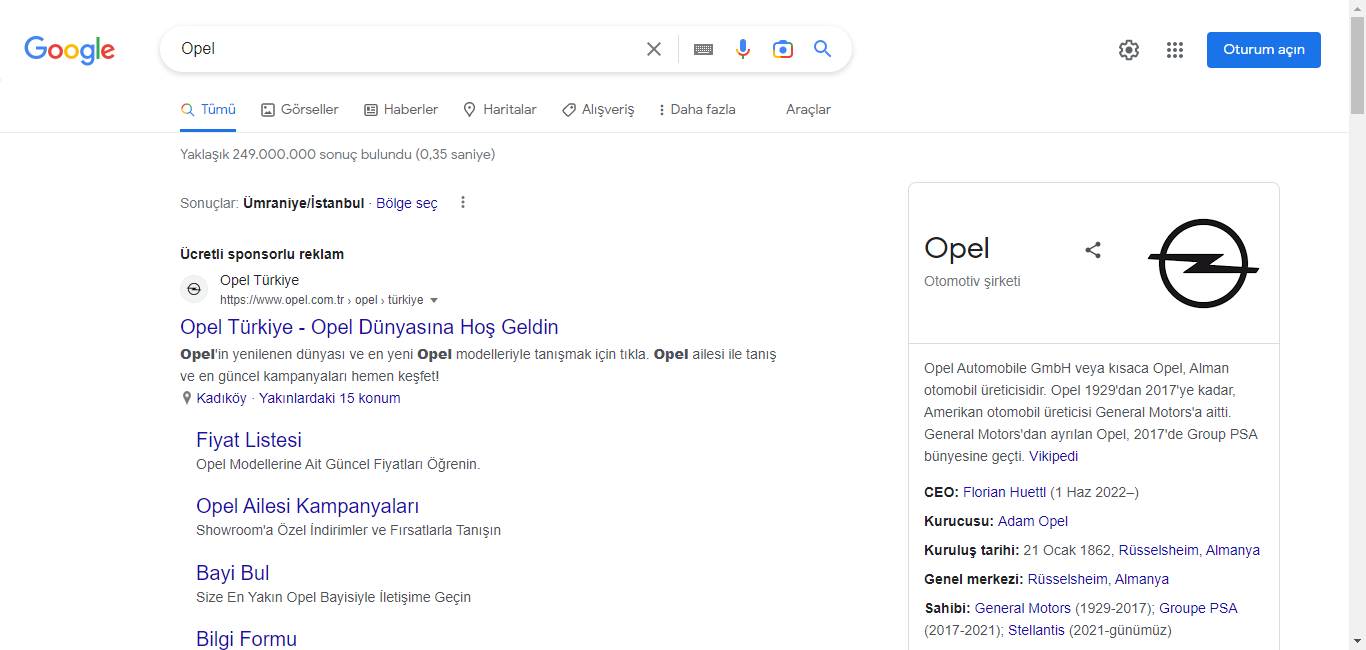 Google
Opel
Oturum açın
Tümü
Görseller
Haberler
Haritalar
Alışveriş
Daha fazla
Araçlar
Yaklaşık 249.000.000 sonuç bulundu (0,35 saniye)
Sonuçlar: Ümraniye/İstanbul · Bölge seç
Ücretli sponsorlu reklam
Opel Türkiye
https://www.opel.com.tr › opel › türkiye
Opel Türkiye - Opel Dünyasına Hoş Geldin
Opel'in yenilenen dünyası ve en yeni Opel modelleriyle tanışmak için tıkla. Opel ailesi ile tanış
ve en güncel kampanyaları hemen keşfet!
Kadıköy · Yakınlardaki 15 konum
Fiyat Listesi
Opel Modellerine Ait Güncel Fiyatları Öğrenin.
Opel Ailesi Kampanyaları
Showroom'a Özel İndirimler ve Fırsatlarla Tanışın
Bayi Bul
Size En Yakın Opel Bayisiyle İletişime Geçin
Bilgi Formu
Opel
Otomotiv şirketi
Opel Automobile GmbH veya kısaca Opel, Alman
otomobil üreticisidir. Opel 1929'dan 2017'ye kadar,
Amerikan otomobil üreticisi General Motors'a aitti.
General Motors'dan ayrılan Opel, 2017'de Group PSA
bünyesine geçti. Vikipedi
CEO: Florian Huettl (1 Haz 2022–)
Kurucusu: Adam Opel
Kuruluş tarihi: 21 Ocak 1862, Rüsselsheim, Almanya
Genel merkezi: Rüsselsheim, Almanya
Sahibi: General Motors (1929-2017); Groupe PSA
(2017-2021); Stellantis (2021-günümüz)